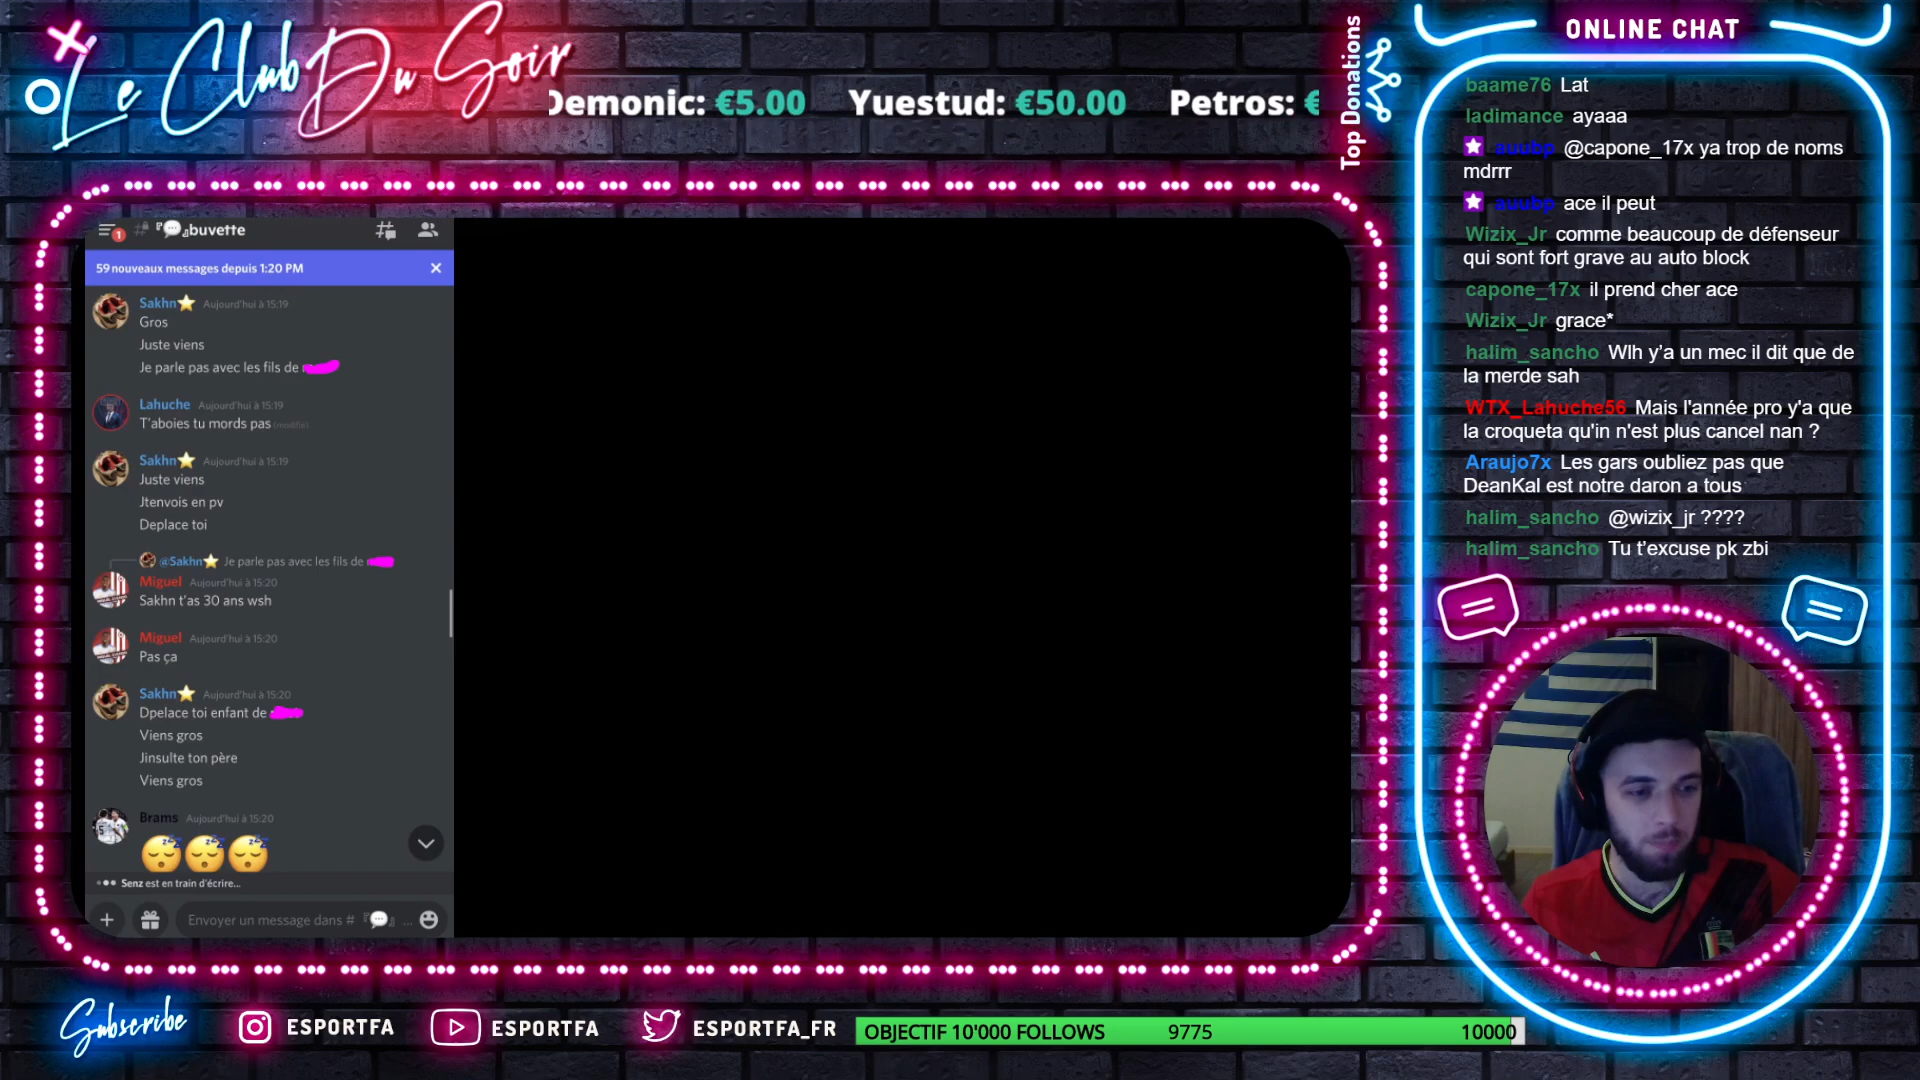 Le Club Du Soir
Demonic: €5.00 Yuestud: €50.00 Petros: €
Top Donations
ONLINE CHAT
baame76 Lat
ladimance ayaaa
auubp @capone_17x ya trop de noms
mdrrr
auubp ace il peut
Wizix_Jr comme beaucoup de défenseur
qui sont fort grave au auto block
capone_17x il prend cher ace
Wizix_Jr grace*
halim_sancho Wlh y'a un mec il dit que de
la merde sah
WTX_Lahuche56 Mais l'année pro y'a que
la croqueta qu'in n'est plus cancel nan ?
Araujo7x Les gars oubliez pas que
DeanKal est notre daron a tous
halim_sancho @wizix_jr ????
halim_sancho Tu t'excuse pk zbi
1 buvette
59 nouveaux messages depuis 1:20 PM
Sakhn⭐ Aujourd'hui à 15:19
Gros
Juste viens
Je parle pas avec les fils de
Lahuche Aujourd'hui à 15:19
T'aboies tu mords pas (modifié)
Sakhn⭐ Aujourd'hui à 15:19
Juste viens
Jtenvois en pv
Deplace toi
@Sakhn⭐ Je parle pas avec les fils de
Miguel Aujourd'hui à 15:20
Sakhn t'as 30 ans wsh
Miguel Aujourd'hui à 15:20
Pas ça
Sakhn⭐ Aujourd'hui à 15:20
Dpelace toi enfant de
Viens gros
Jinsulte ton père
Viens gros
Brams Aujourd'hui à 15:20
😴😴😴
Senz est en train d'écrire...
Envoyer un message dans # 『💬』 ...
Subscribe
ESPORTFA
ESPORTFA
ESPORTFA_FR
OBJECTIF 10'000 FOLLOWS 9775 10000